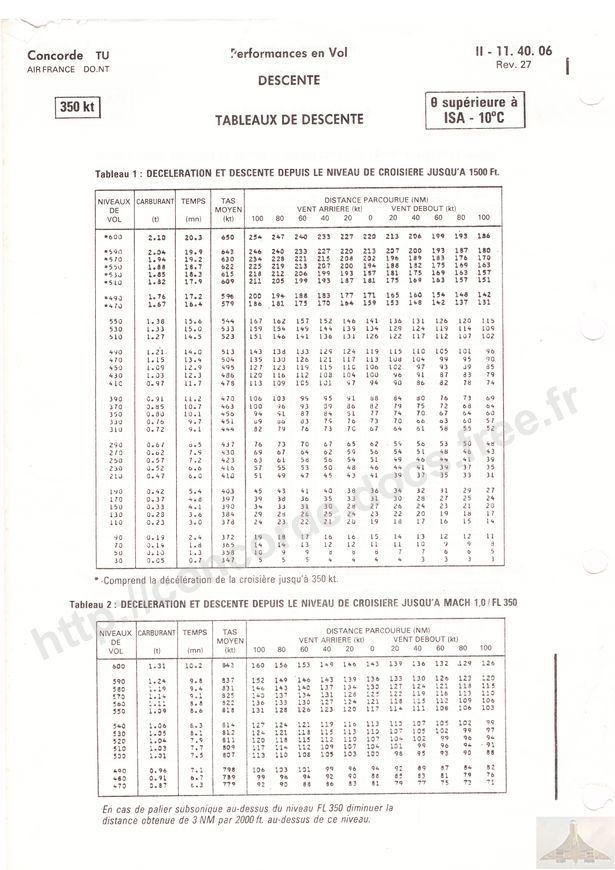 Concorde TU Performances en Vol II - 11. 40. 06
AIR FRANCE DO.NT Rev. 27
DESCENTE
350 kt θ supérieure à
ISA - 10°C
TABLEAUX DE DESCENTE
Tableau 1 : DECELERATION ET DESCENTE DEPUIS LE NIVEAU DE CROISIERE JUSQU'A 1500 Ft.
NIVEAUX DE VOL CARBURANT (t) TEMPS (mn) TAS MOYEN (kt) DISTANCE PARCOURUE (NM)
VENT ARRIERE (kt) VENT DEBOUT (kt)
100 80 60 40 20 0 20 40 60 80 100
*600 2.10 20.3 650 254 247 240 233 227 220 213 206 199 193 186
*590 2.04 19.9 643 246 240 233 227 220 213 207 200 193 187 180
*570 1.94 19.2 630 234 228 221 215 208 202 196 189 183 176 170
*550 1.88 18.7 622 225 219 213 207 200 194 188 182 175 169 163
*530 1.85 18.3 615 218 212 206 199 193 187 181 175 169 163 157
*510 1.82 17.9 609 211 205 199 193 187 181 175 169 163 157 151
*490 1.76 17.2 596 200 194 188 183 177 171 165 160 154 148 142
*470 1.67 16.4 579 186 181 175 170 164 159 153 148 142 137 131
550 1.38 15.6 544 167 162 157 152 146 141 136 131 126 120 115
530 1.33 15.0 533 159 154 149 144 139 134 129 124 119 114 109
510 1.27 14.5 523 151 146 141 136 131 126 122 117 112 107 102
490 1.21 14.0 513 143 138 133 129 124 119 115 110 105 101 96
470 1.15 13.4 504 135 130 126 121 117 113 108 104 99 95 90
450 1.09 12.9 495 127 123 119 115 110 106 102 97 93 89 85
430 1.03 12.3 486 120 116 112 108 104 100 96 91 87 83 79
410 0.97 11.7 478 113 109 105 101 97 94 90 86 82 78 74
390 0.91 11.2 470 106 103 99 95 91 88 84 80 76 73 69
370 0.85 10.7 463 100 96 93 89 86 82 79 75 72 68 64
350 0.80 10.1 456 94 91 87 84 81 77 74 70 67 64 60
330 0.76 9.7 451 89 86 83 79 76 73 70 66 63 60 57
310 0.72 9.1 444 82 79 76 73 70 67 64 61 58 55 52
290 0.67 437 76 73 70 67 65 62 59 56 53 50
270 0.62 7.9 430 69 67 64 62 59 56 54 51 48 46 43
250 0.57 7.3 423 63 61 58 56 54 51 49 46 44 41 39
230 0.52 6.6 416 57 55 53 50 48 46 44 41 39 37 35
210 0.47 6.0 410 51 49 47 45 43 41 39 37 35 33 31
190 0.42 5.4 403 45 43 41 40 38 36 34 32 31 29 27
170 0.37 4.8 397 39 38 36 35 33 31 30 28 27 25 24
150 0.33 4.1 390 34 33 31 30 28 27 26 24 23 21 20
130 0.28 3.6 384 29 28 26 25 24 23 22 20 19 18 17
110 0.23 3.0 378 24 23 22 21 20 19 18 17 16 15 14
90 0.19 2.4 372 19 18 17 16 16 15 14 13 12 12 11
70 0.14 1.8 365 14 14 13 12 12 11 11 10 9 9 8
50 0.10 1.3 358 10 9 9 9 8 8 7 7 6 6 5
30 0.05 0.7 347 5 5 5 5 4 4 4 4 3 3 3
* Comprend la décélération de la croisière jusqu'à 350 kt.
Tableau 2 : DECELERATION ET DESCENTE DEPUIS LE NIVEAU DE CROISIERE JUSQU'A MACH 1,0 / FL 350
NIVEAUX DE VOL CARBURANT (t) TEMPS (mn) TAS MOYEN (kt) DISTANCE PARCOURUE (NM)
VENT ARRIERE (kt) VENT DEBOUT (kt)
100 80 60 40 20 0 20 40 60 80 100
600 1.31 10.2 843 160 156 153 149 146 143 139 136 132 129 126
590 1.24 9.8 837 152 149 146 143 139 136 133 130 126 123 120
580 1.19 9.4 831 146 143 140 137 134 130 127 124 121 118 115
570 1.14 9.1 825 140 137 134 131 128 125 122 119 116 113 110
560 1.11 8.8 822 136 133 130 127 124 121 118 115 112 109 106
550 1.09 8.6 818 131 128 126 123 120 117 114 111 108 106 103
540 1.06 8.3 814 127 124 121 119 116 113 110 107 105 102 99
530 1.05 8.1 812 124 121 118 115 113 110 107 105 102 99 97
520 1.04 7.9 811 120 118 115 112 110 107 104 102 99 96 94
510 1.03 7.7 809 117 114 112 109 107 104 101 99 96 94 91
500 1.01 7.5 807 113 110 108 105 103 100 98 95 93 90 88
490 0.96 7.1 798 106 103 101 99 96 94 92 89 87 84 82
480 0.91 6.7 789 99 96 94 92 90 88 85 83 81 79 76
470 0.87 6.3 779 92 90 88 86 83 81 79 77 75 73 71
En cas de palier subsonique au-dessus du niveau FL 350 diminuer la
distance obtenue de 3 NM par 2000 ft. au-dessus de ce niveau.
http://concorde.docs.free.fr